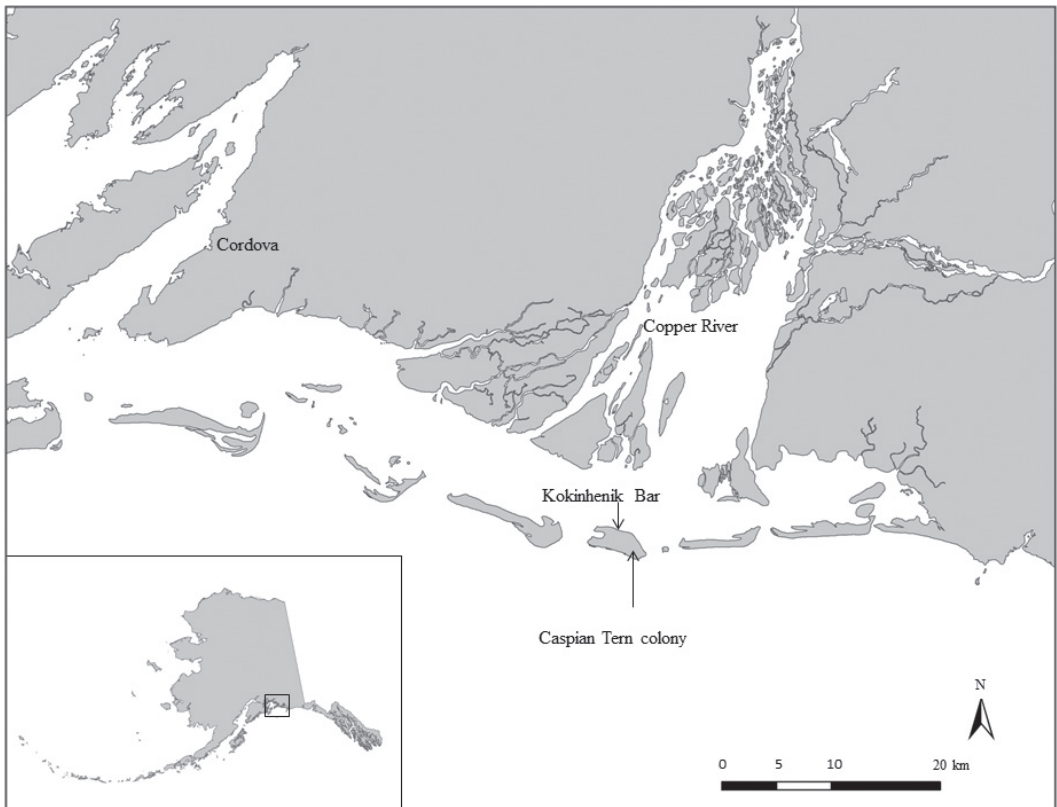 Cordova
Copper River
Kokinhenik Bar
Caspian Tern colony
N
0 5 10 20 km